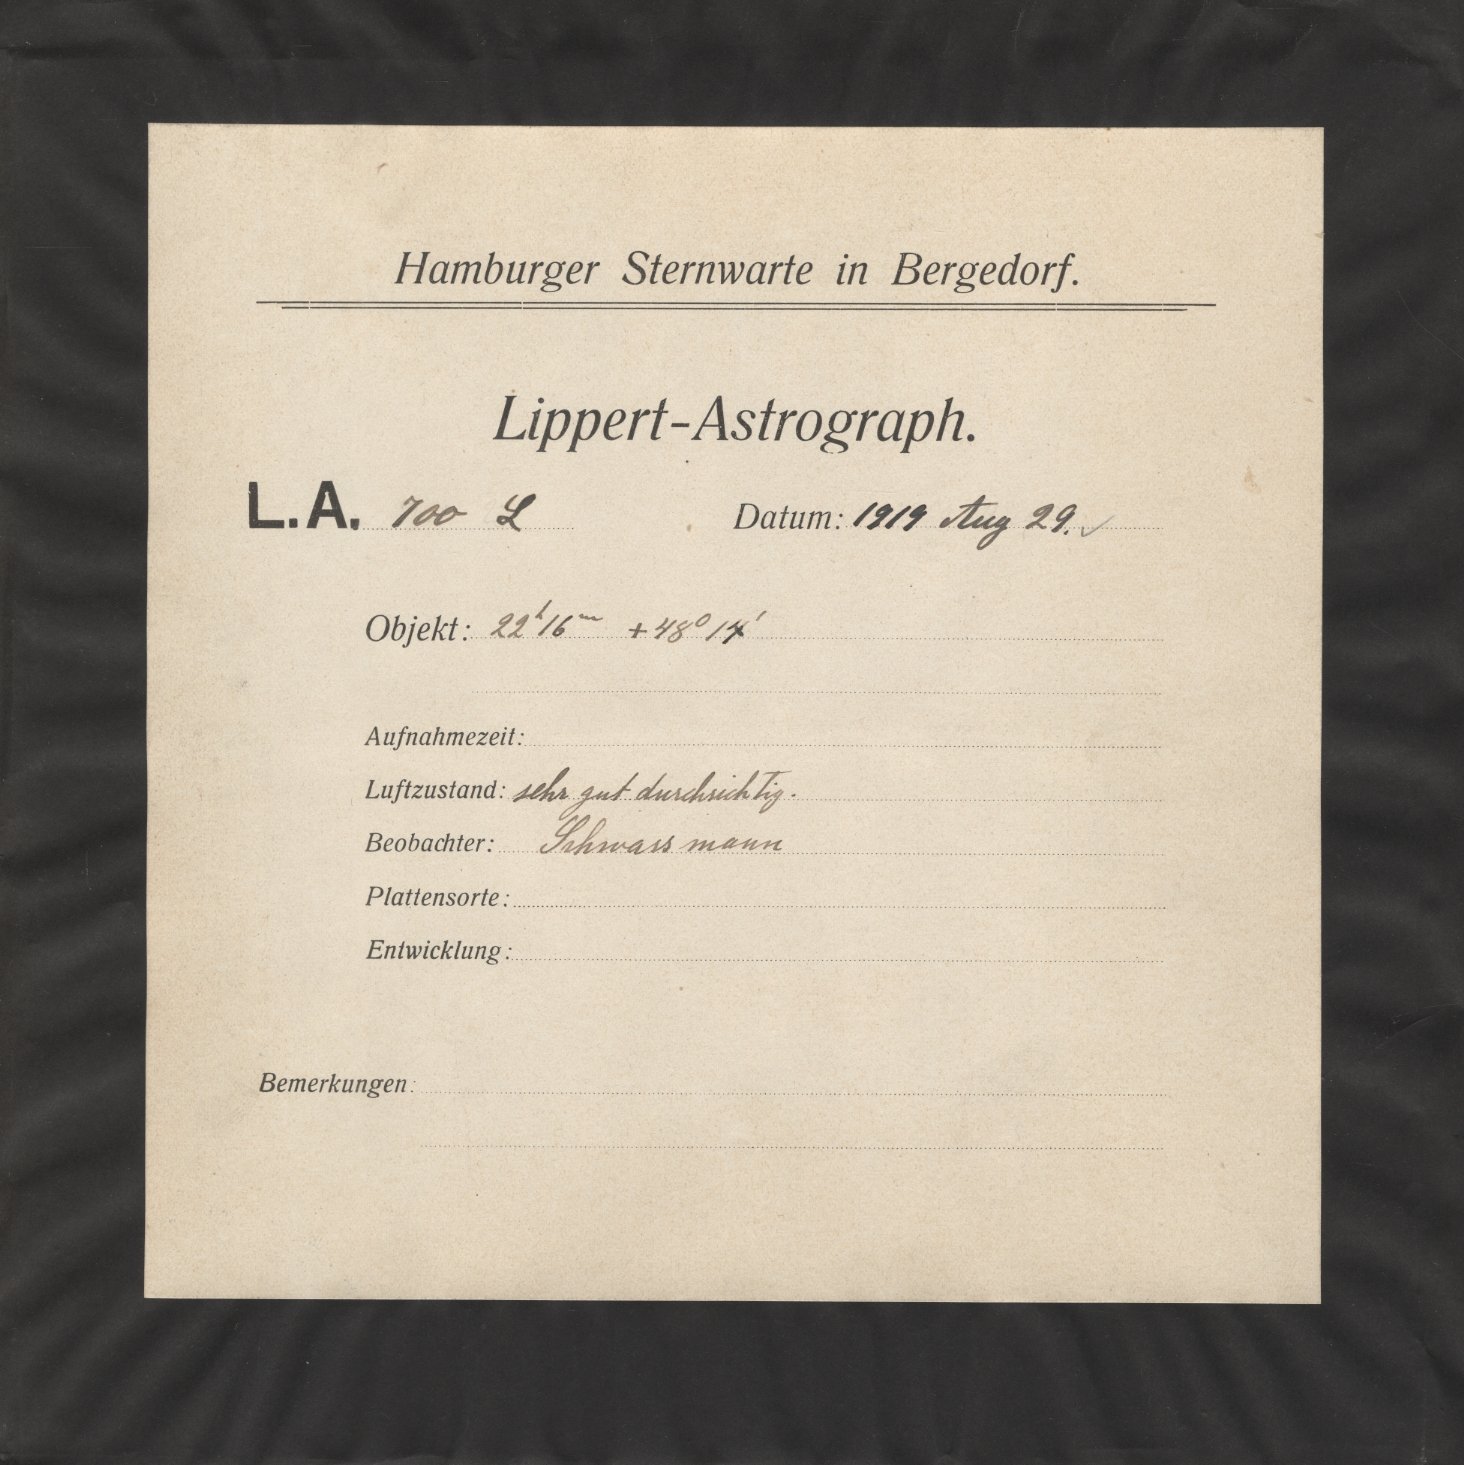 Hamburger Sternwarte in Bergedorf.
Lippert-Astrograph.
L.A. 700 L Datum: 1919 Aug 29.
Objekt: 22ʰ16ᵐ +48°14'
Aufnahmezeit:
Luftzustand: sehr gut durchsichtig.
Beobachter: Schwassmann
Plattensorte:
Entwicklung:
Bemerkungen: